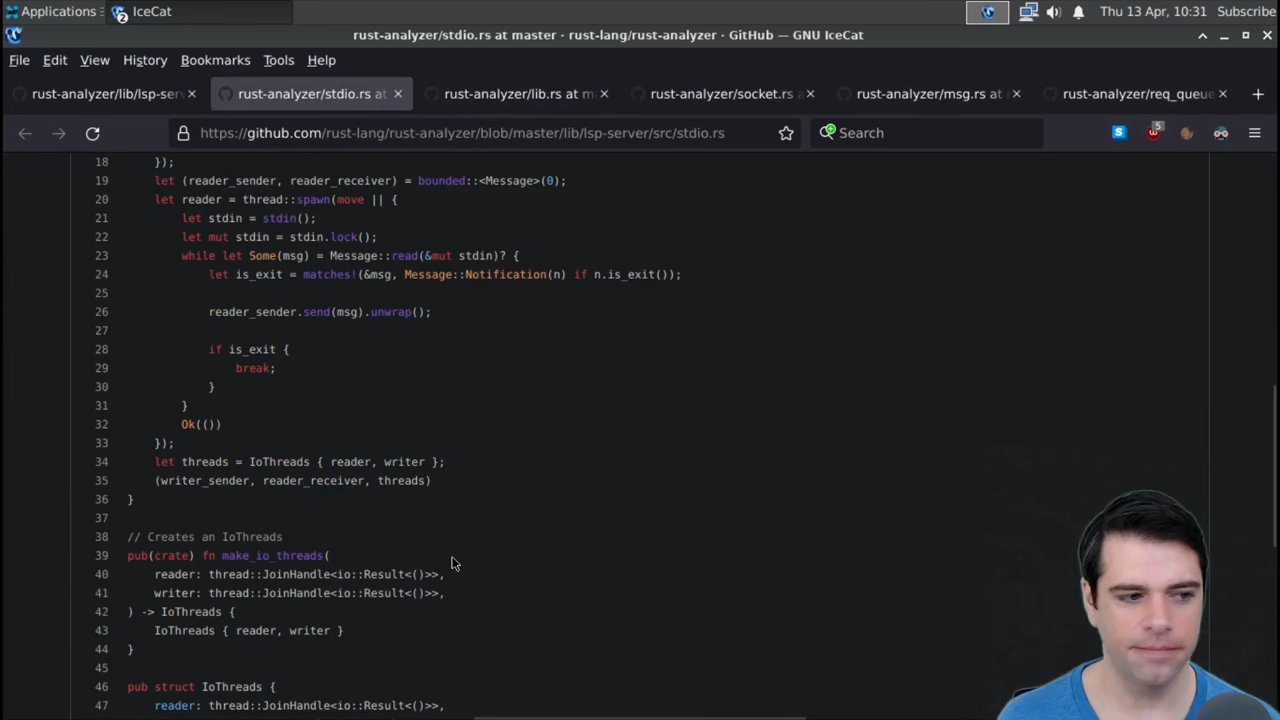 Applications
IceCat
2
Thu 13 Apr, 10:31 Subscribe
rust-analyzer/stdio.rs at master · rust-lang/rust-analyzer · GitHub — GNU IceCat
File Edit View History Bookmarks Tools Help
rust-analyzer/lib/lsp-serv
rust-analyzer/stdio.rs at
rust-analyzer/lib.rs at m
rust-analyzer/socket.rs a
rust-analyzer/msg.rs at
rust-analyzer/req_queue
https://github.com/rust-lang/rust-analyzer/blob/master/lib/lsp-server/src/stdio.rs
Search
S
5
18 });
19 let (reader_sender, reader_receiver) = bounded::<Message>(0);
20 let reader = thread::spawn(move || {
21 let stdin = stdin();
22 let mut stdin = stdin.lock();
23 while let Some(msg) = Message::read(&mut stdin)? {
24 let is_exit = matches!(&msg, Message::Notification(n) if n.is_exit());
25
26 reader_sender.send(msg).unwrap();
27
28 if is_exit {
29 break;
30 }
31 }
32 Ok(())
33 });
34 let threads = IoThreads { reader, writer };
35 (writer_sender, reader_receiver, threads)
36 }
37
38 // Creates an IoThreads
39 pub(crate) fn make_io_threads(
40 reader: thread::JoinHandle<io::Result<()>>,
41 writer: thread::JoinHandle<io::Result<()>>,
42 ) -> IoThreads {
43 IoThreads { reader, writer }
44 }
45
46 pub struct IoThreads {
47 reader: thread::JoinHandle<io::Result<()>>,